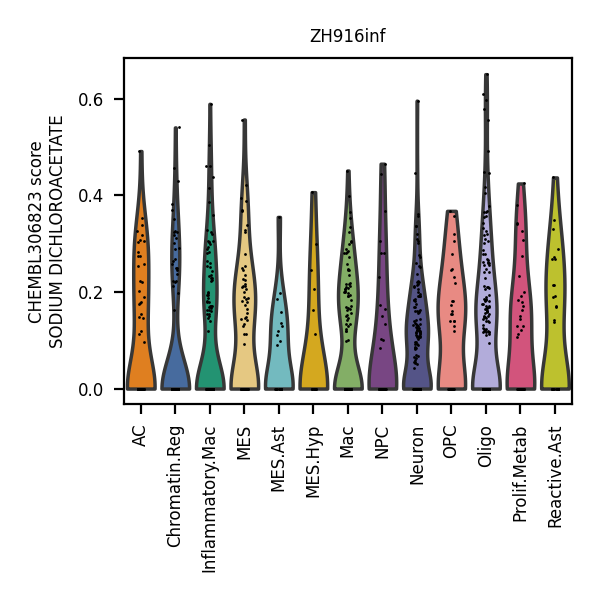 ZH916inf
CHEMBL306823 score
SODIUM DICHLOROACETATE
0.6
0.4
0.2
0.0
AC
Chromatin.Reg
Inflammatory.Mac
MES
MES.Ast
MES.Hyp
Mac
NPC
Neuron
OPC
Oligo
Prolif.Metab
Reactive.Ast